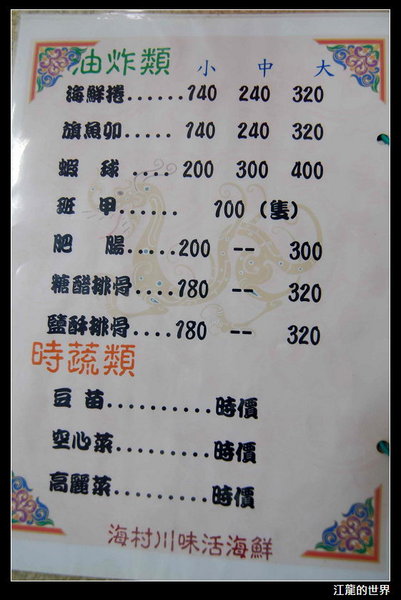 油炸類 小 中 大
海鮮捲......140 240 320
旗魚卵.....140 240 320
蝦 球 .... 200 300 400
班 甲....... 100 (隻)
肥 腸......200 -- 300
糖醋排骨.....180 -- 320
鹽酥排骨.....180 -- 320
時蔬類
豆 苗..........時價
空心菜.........時價
高麗菜.........時價
海村川味活海鮮
江龍的世界